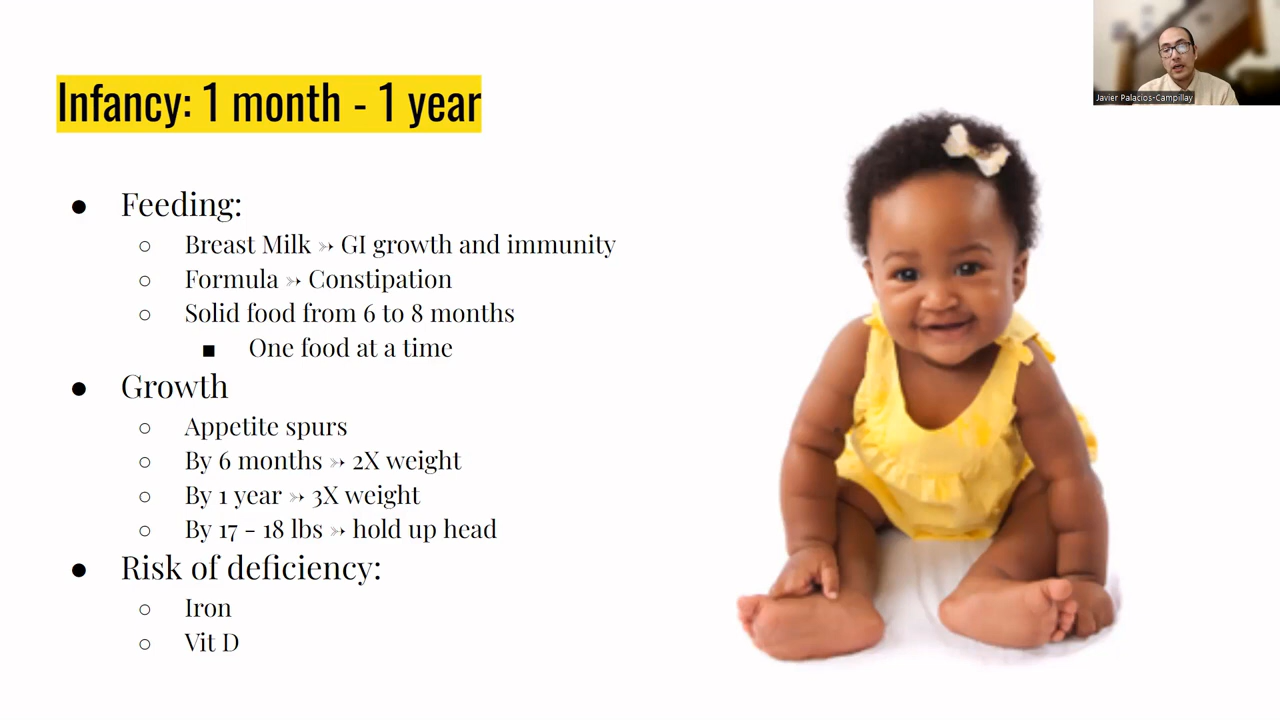 Infancy: 1 month - 1 year
● Feeding:
○ Breast Milk ➳ GI growth and immunity
○ Formula ➳ Constipation
○ Solid food from 6 to 8 months
■ One food at a time
● Growth
○ Appetite spurs
○ By 6 months ➳ 2X weight
○ By 1 year ➳ 3X weight
○ By 17 - 18 lbs ➳ hold up head
● Risk of deficiency:
○ Iron
○ Vit D
Javier Palacios-Campillay